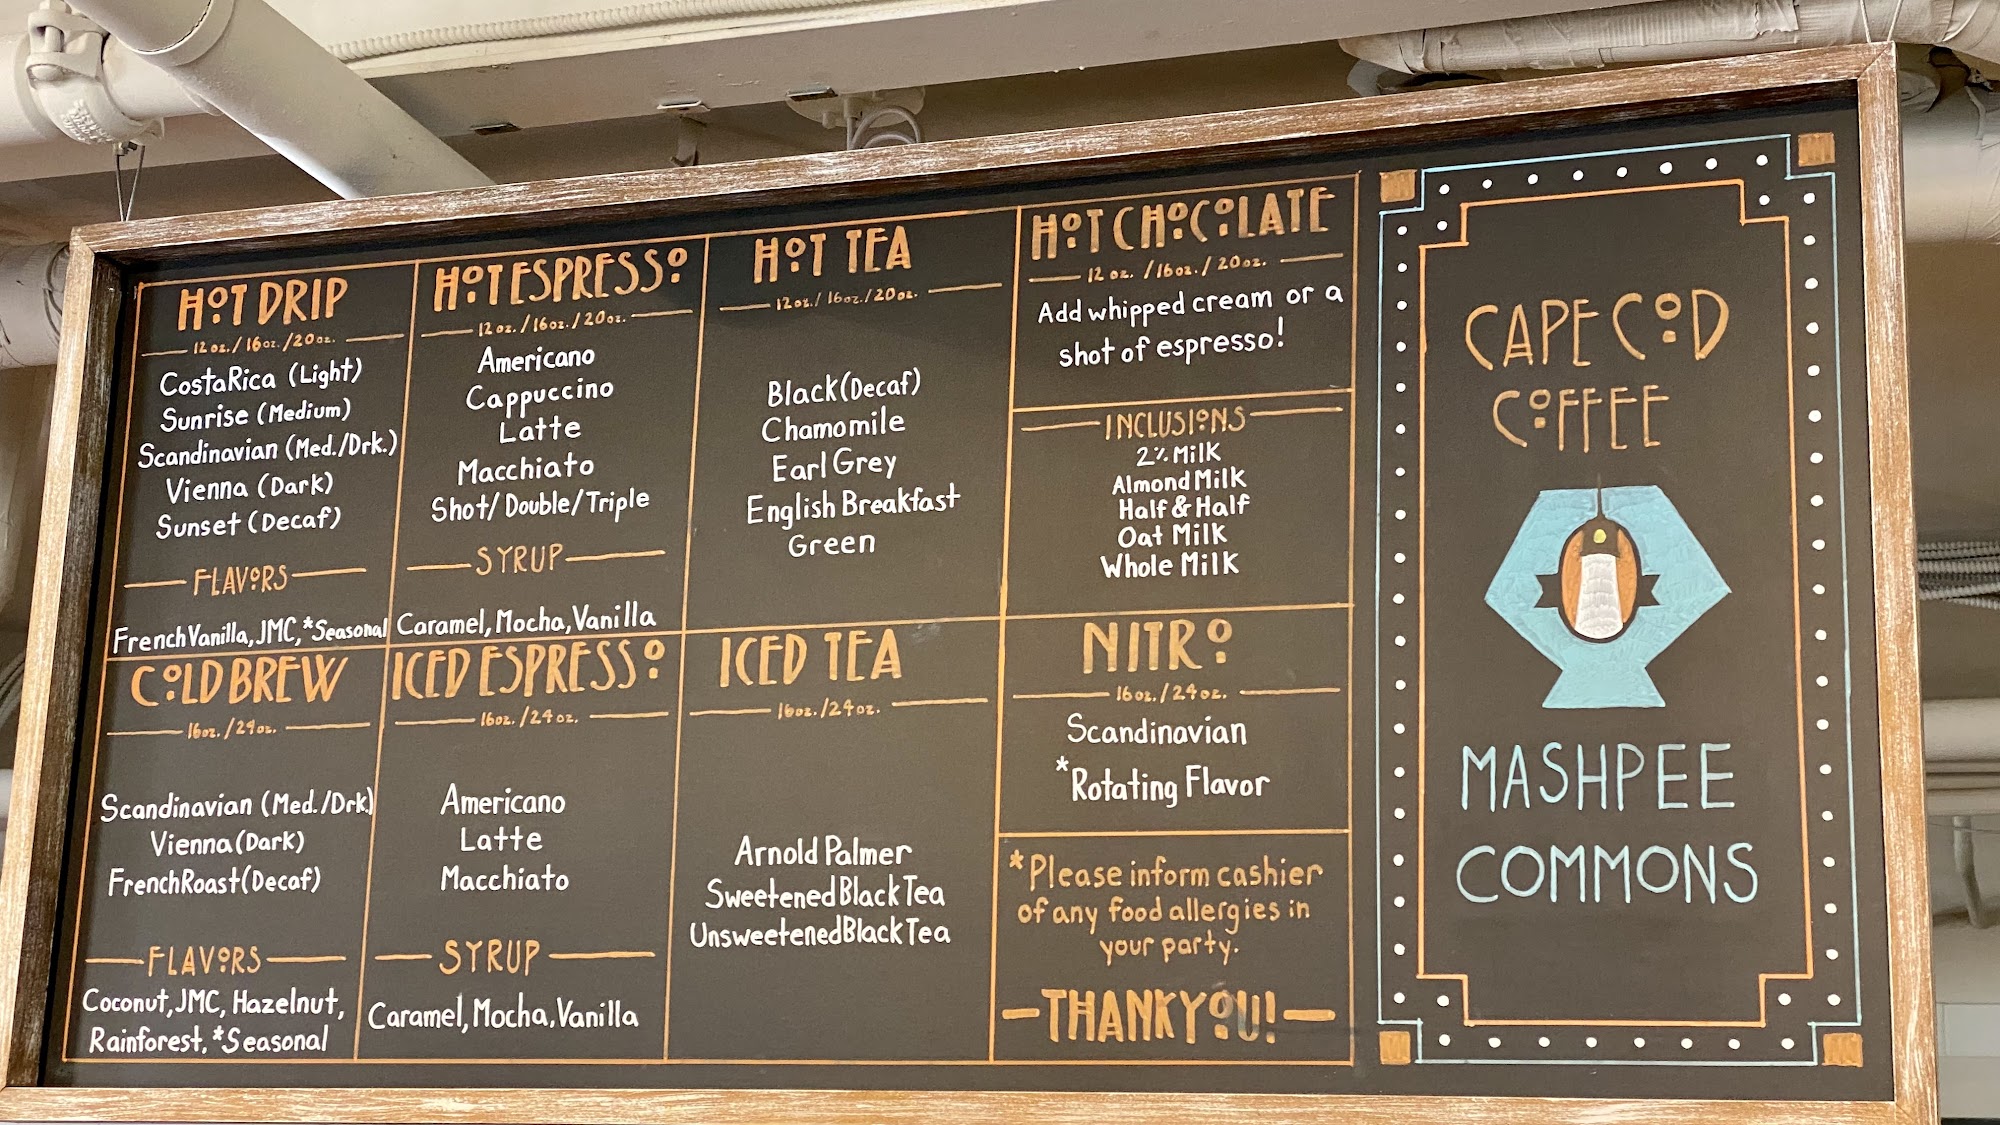 HOT DRIP
12oz./16oz./20oz.
CostaRica (Light)
Sunrise (Medium)
Scandinavian (Med./Drk.)
Vienna (Dark)
Sunset (Decaf)
FLAVORS
French Vanilla, JMC, *Seasonal
HOT ESPRESSO
12oz./16oz./20oz.
Americano
Cappuccino
Latte
Macchiato
Shot/Double/Triple
SYRUP
Caramel, Mocha, Vanilla
HOT TEA
12oz./16oz./20oz.
Black (Decaf)
Chamomile
Earl Grey
English Breakfast
Green
HOT CHOCOLATE
12oz./16oz./20oz.
Add whipped cream or a
shot of espresso!
INCLUSIONS
2% Milk
Almond Milk
Half & Half
Oat Milk
Whole Milk
COLD BREW
16oz./24oz.
Scandinavian (Med./Drk)
Vienna (Dark)
French Roast (Decaf)
FLAVORS
Coconut, JMC, Hazelnut,
Rainforest, *Seasonal
ICED ESPRESSO
16oz./24oz.
Americano
Latte
Macchiato
SYRUP
Caramel, Mocha, Vanilla
ICED TEA
16oz./24oz.
Arnold Palmer
Sweetened Black Tea
Unsweetened Black Tea
NITRO
16oz./24oz.
Scandinavian
*Rotating Flavor
*Please inform cashier
of any food allergies in
your party.
THANK YOU!
CAPE COD
COFFEE
MASHPEE
COMMONS